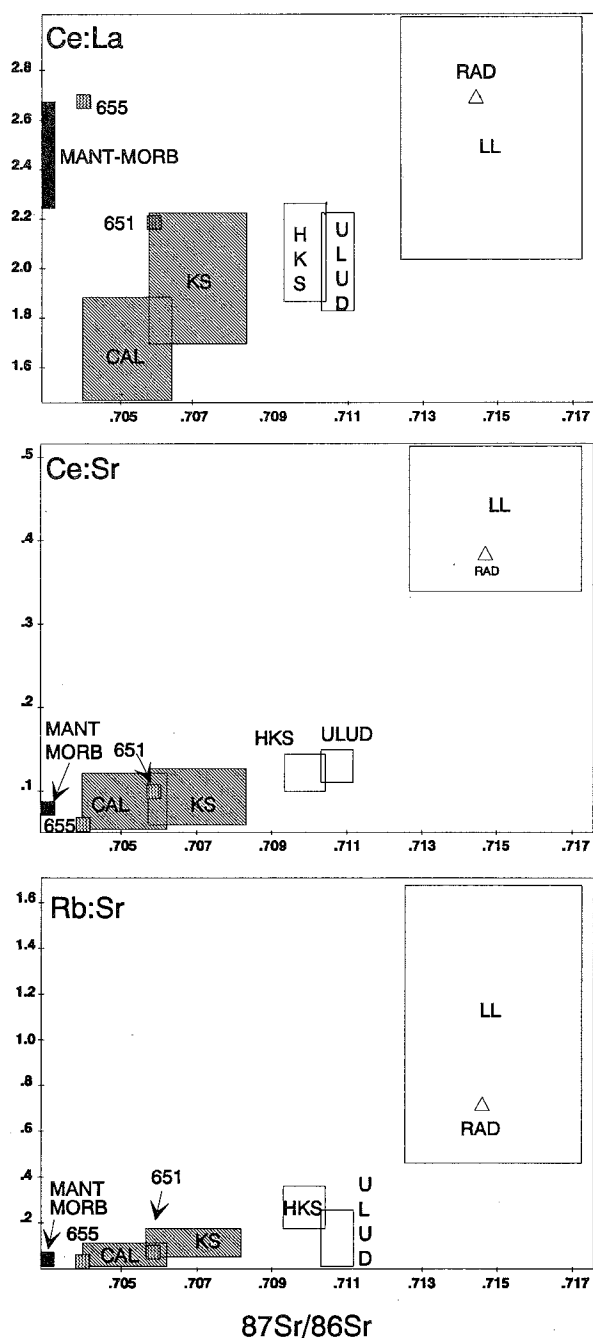 Ce:La
2.8
2.6
2.4
2.2
2.0
1.8
1.6
RAD
LL
655
MANT-MORB
651
KS
CAL
H
K
S
U
L
U
D
.705 .707 .709 .711 .713 .715 .717
Ce:Sr
.5
.4
.3
.2
.1
LL
RAD
MANT
MORB
651
HKS ULUD
CAL KS
655
.705 .707 .709 .711 .713 .715 .717
Rb:Sr
1.6
1.4
1.2
1.0
.8
.6
.4
.2
LL
RAD
651
MANT
MORB
655
CAL KS
HKS
U
L
U
D
.705 .707 .709 .711 .713 .715 .717
87Sr/86Sr